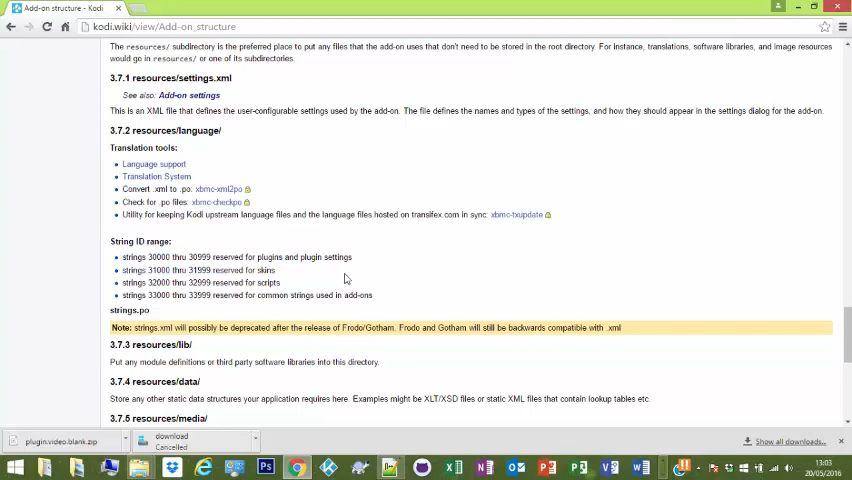 Add-on structure - Kodi
kodi.wiki/view/Add-on_structure
The resources/ subdirectory is the preferred place to put any files that the add-on uses that don't need to be stored in the root directory. For instance, translations, software libraries, and image resources
would go in resources/ or one of its subdirectories.
3.7.1 resources/settings.xml
See also: Add-on settings
This is an XML file that defines the user-configurable settings used by the add-on. The file defines the names and types of the settings, and how they should appear in the settings dialog for the add-on.
3.7.2 resources/language/
Translation tools:
Language support
Translation System
Convert .xml to .po: xbmc-xml2po
Check for .po files: xbmc-checkpo
Utility for keeping Kodi upstream language files and the language files hosted on transifex.com in sync: xbmc-txupdate
String ID range:
strings 30000 thru 30999 reserved for plugins and plugin settings
strings 31000 thru 31999 reserved for skins
strings 32000 thru 32999 reserved for scripts
strings 33000 thru 33999 reserved for common strings used in add-ons
strings.po
Note: strings.xml will possibly be deprecated after the release of Frodo/Gotham. Frodo and Gotham will still be backwards compatible with .xml
3.7.3 resources/lib/
Put any module definitions or third party software libraries into this directory.
3.7.4 resources/data/
Store any other static data structures your application requires here. Examples might be XLT/XSD files or static XML files that contain lookup tables etc.
3.7.5 resources/media/
plugin.video.blank.zip
download
Cancelled
Show all downloads...
13:03
20/05/2016